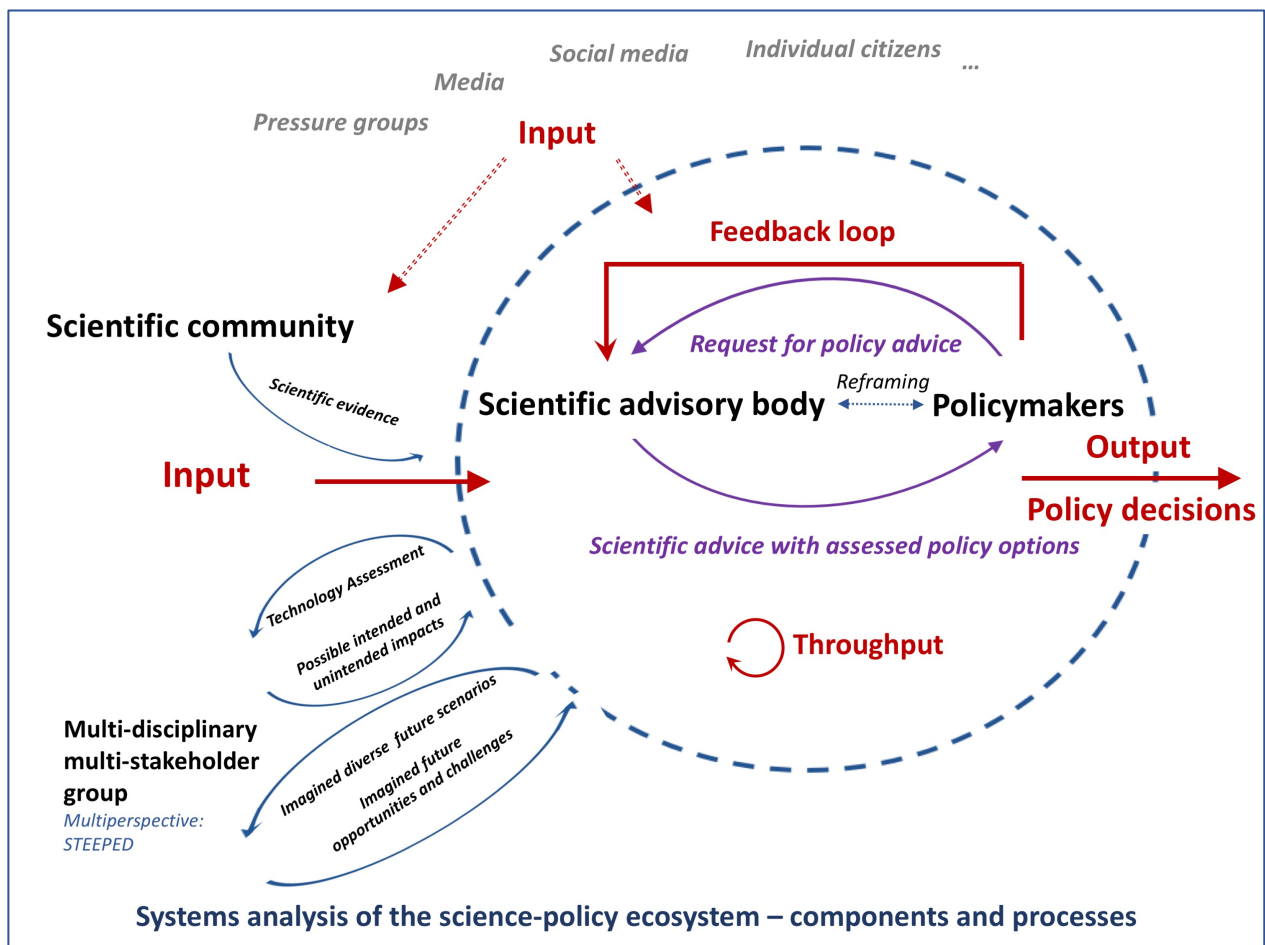 Social media
Individual citizens
...
Media
Pressure groups
Input
Feedback loop
Scientific community
Request for policy advice
Scientific evidence
Reframing
Scientific advisory body
Policymakers
Input
Output
Policy decisions
Scientific advice with assessed policy options
Technology Assessment
Possible intended and
unintended impacts
Throughput
Multi-disciplinary
multi-stakeholder
group
Multiperspective:
STEEPED
Imagined diverse future scenarios
Imagined future
opportunities and challenges
Systems analysis of the science-policy ecosystem – components and processes